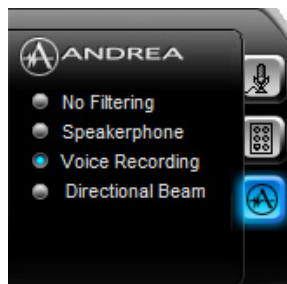 ANDREA
No Filtering
Speakerphone
Voice Recording
Directional Beam